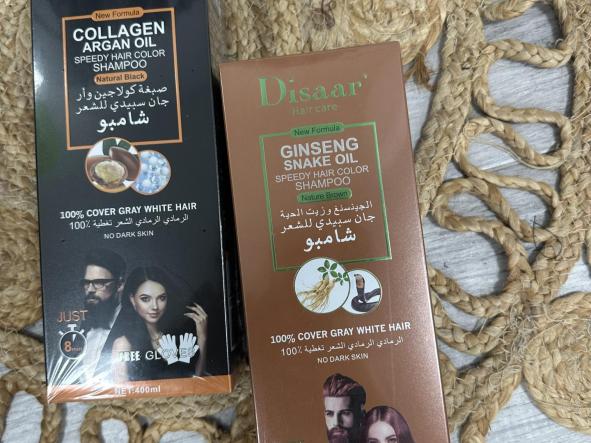 New Formula
COLLAGEN
ARGAN OIL
SPEEDY HAIR COLOR
SHAMPOO
Natural Black
صبغة كولاجين وأر
جان سبيدي للشعر
شامبو
100% COVER GRAY WHITE HAIR
الرمادي الرمادي الشعر تغطية 100٪
NO DARK SKIN
JUST
8
FREE GLOVES
NET:400ml
Disaar
Hair care
New Formula
GINSENG
SNAKE OIL
SPEEDY HAIR COLOR
SHAMPOO
Nature Brown
الجينسنغ وزيت الحية
جان سبيدي للشعر
شامبو
100% COVER GRAY WHITE HAIR
الرمادي الرمادي الشعر تغطية 100٪
NO DARK SKIN